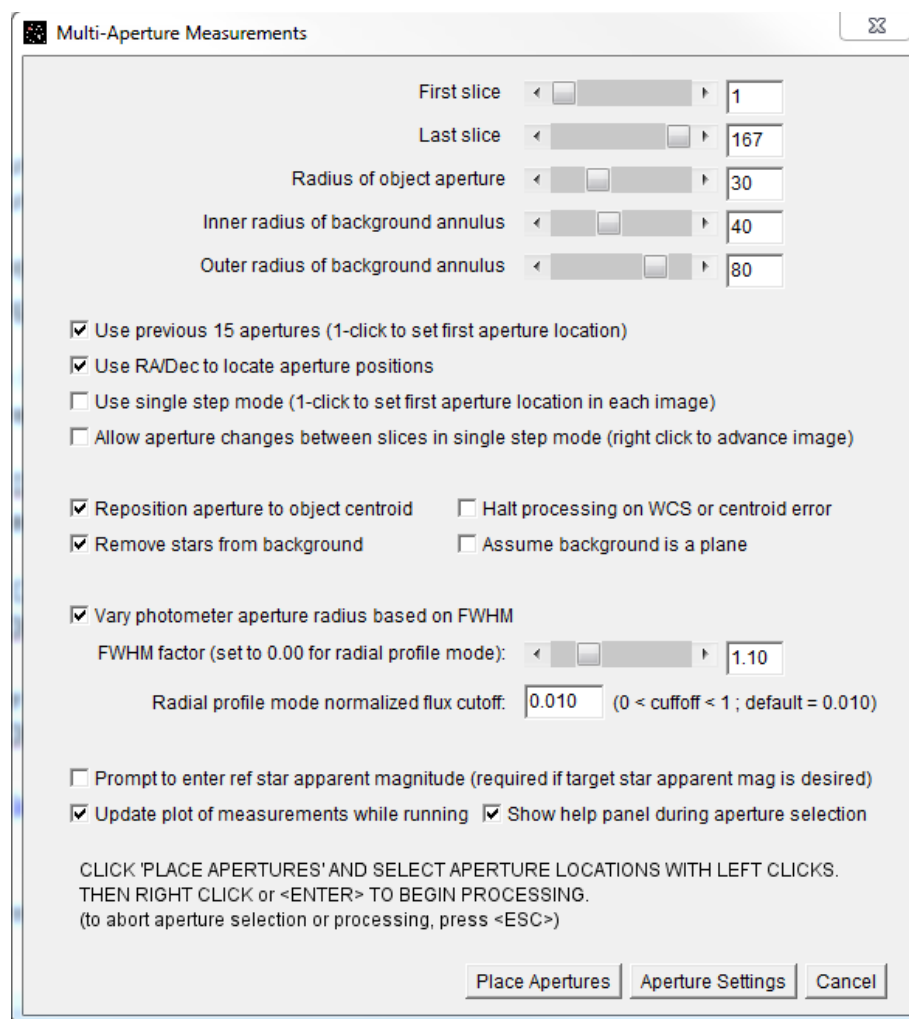 Multi-Aperture Measurements
First slice 1
Last slice 167
Radius of object aperture 30
Inner radius of background annulus 40
Outer radius of background annulus 80
Use previous 15 apertures (1-click to set first aperture location)
Use RA/Dec to locate aperture positions
Use single step mode (1-click to set first aperture location in each image)
Allow aperture changes between slices in single step mode (right click to advance image)
Reposition aperture to object centroid Halt processing on WCS or centroid error
Remove stars from background Assume background is a plane
Vary photometer aperture radius based on FWHM
FWHM factor (set to 0.00 for radial profile mode): 1.10
Radial profile mode normalized flux cutoff: 0.010 (0 < cuffoff < 1 ; default = 0.010)
Prompt to enter ref star apparent magnitude (required if target star apparent mag is desired)
Update plot of measurements while running Show help panel during aperture selection
CLICK 'PLACE APERTURES' AND SELECT APERTURE LOCATIONS WITH LEFT CLICKS.
THEN RIGHT CLICK or <ENTER> TO BEGIN PROCESSING.
(to abort aperture selection or processing, press <ESC>)
Place Apertures Aperture Settings Cancel